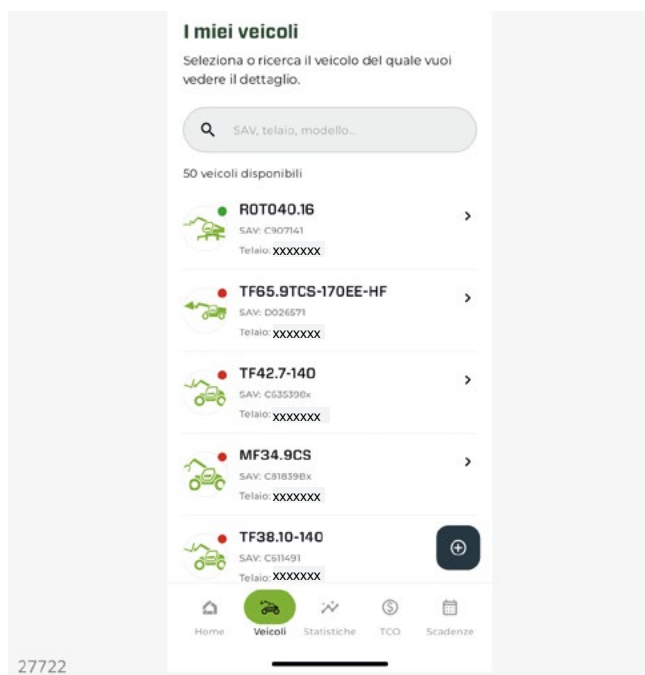 I miei veicoli
Seleziona o ricerca il veicolo del quale vuoi
vedere il dettaglio.
SAV, telaio, modello...
50 veicoli disponibili
ROTO40.16
SAV: C907141
Telaio: XXXXXXX
TF65.9TCS-170EE-HF
SAV: D026571
Telaio: XXXXXXX
TF42.7-140
SAV: C635390x
Telaio: XXXXXXX
MF34.9CS
SAV: C81839Bx
Telaio: XXXXXXX
TF38.10-140
SAV: C611491
Telaio: XXXXXXX
Home Veicoli Statistiche TCO Scadenze
27722